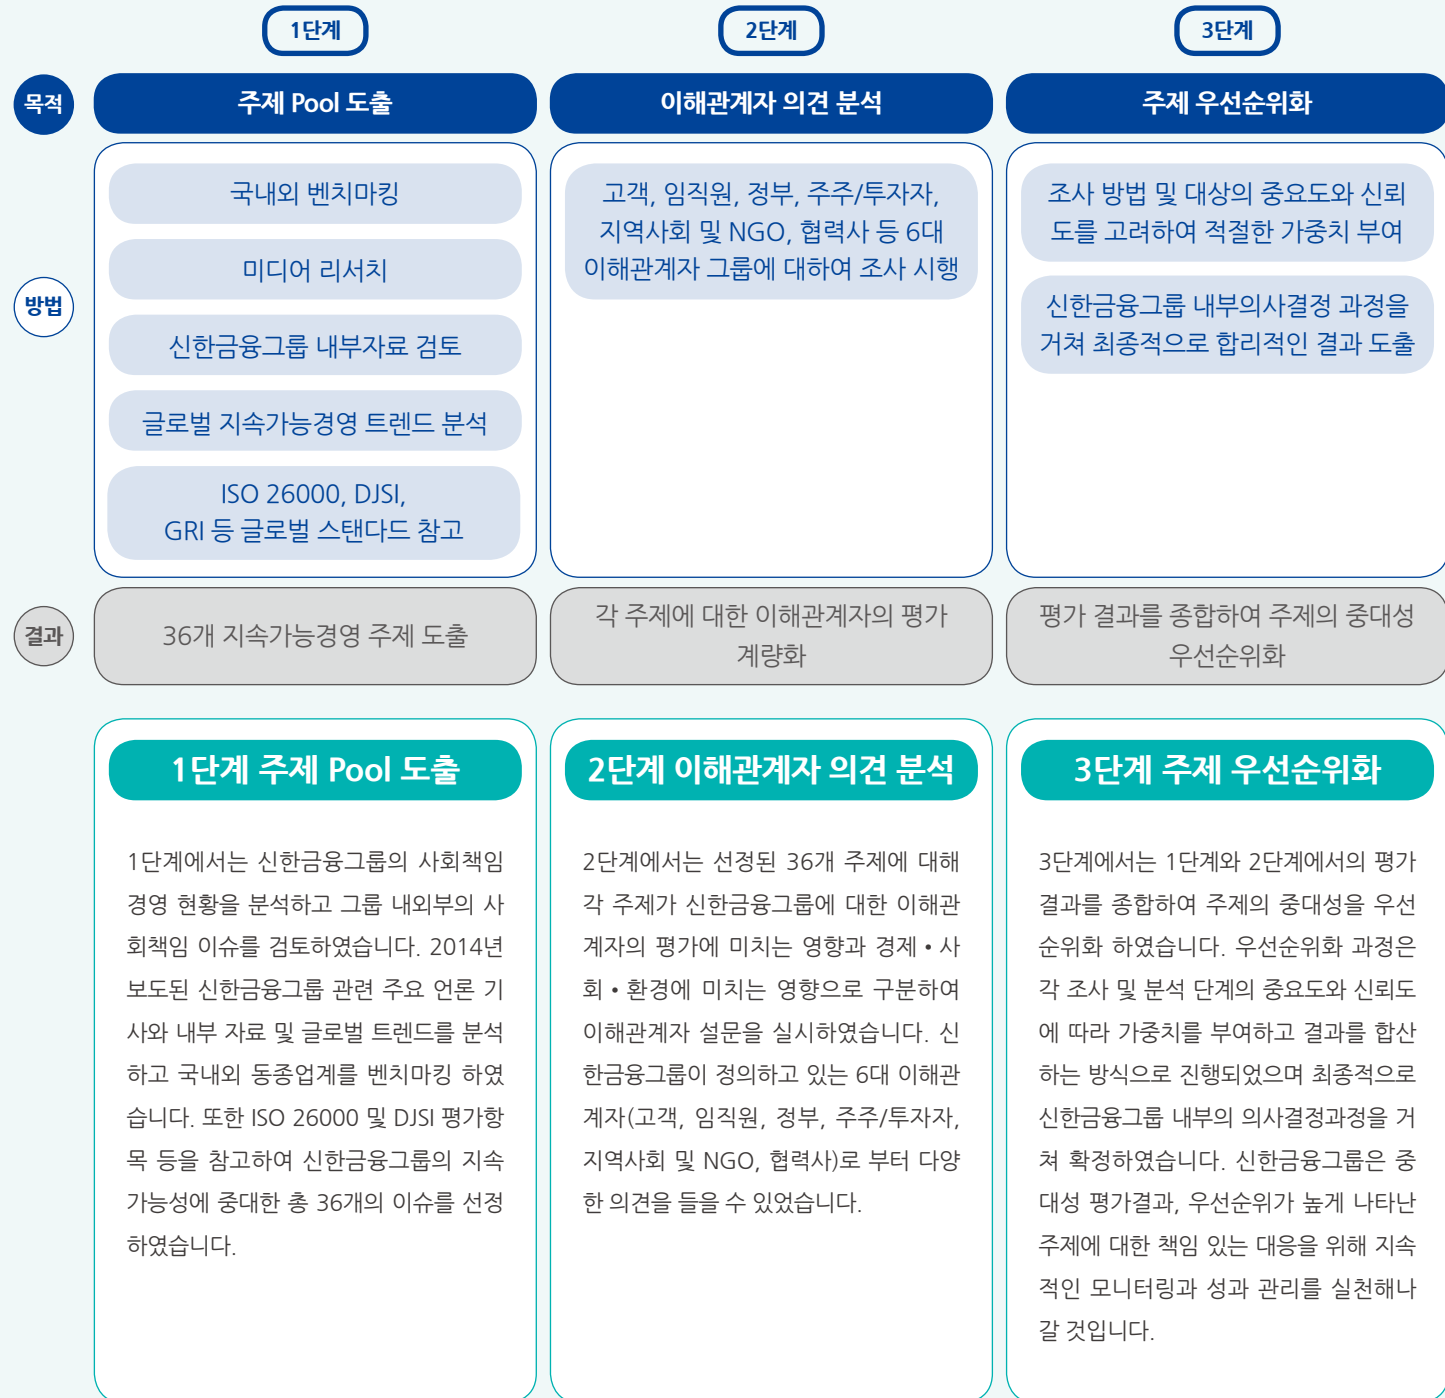 1단계
2단계
3단계
목적
주제 Pool 도출
이해관계자 의견 분석
주제 우선순위화
방법
국내외 벤치마킹
미디어 리서치
신한금융그룹 내부자료 검토
글로벌 지속가능경영 트렌드 분석
ISO 26000, DJSI,
GRI 등 글로벌 스탠다드 참고
고객, 임직원, 정부, 주주/투자자,
지역사회 및 NGO, 협력사 등 6대
이해관계자 그룹에 대하여 조사 시행
조사 방법 및 대상의 중요도와 신뢰
도를 고려하여 적절한 가중치 부여
신한금융그룹 내부의사결정 과정을
거쳐 최종적으로 합리적인 결과 도출
결과
36개 지속가능경영 주제 도출
각 주제에 대한 이해관계자의 평가
계량화
평가 결과를 종합하여 주제의 중대성
우선순위화
1단계 주제 Pool 도출
1단계에서는 신한금융그룹의 사회책임
경영 현황을 분석하고 그룹 내외부의 사
회책임 이슈를 검토하였습니다. 2014년
보도된 신한금융그룹 관련 주요 언론 기
사와 내부 자료 및 글로벌 트렌드를 분석
하고 국내외 동종업계를 벤치마킹 하였
습니다. 또한 ISO 26000 및 DJSI 평가항
목 등을 참고하여 신한금융그룹의 지속
가능성에 중대한 총 36개의 이슈를 선정
하였습니다.
2단계 이해관계자 의견 분석
2단계에서는 선정된 36개 주제에 대해
각 주제가 신한금융그룹에 대한 이해관
계자의 평가에 미치는 영향과 경제•사
회•환경에 미치는 영향으로 구분하여
이해관계자 설문을 실시하였습니다. 신
한금융그룹이 정의하고 있는 6대 이해관
계자(고객, 임직원, 정부, 주주/투자자,
지역사회 및 NGO, 협력사)로 부터 다양
한 의견을 들을 수 있었습니다.
3단계 주제 우선순위화
3단계에서는 1단계와 2단계에서의 평가
결과를 종합하여 주제의 중대성을 우선
순위화 하였습니다. 우선순위화 과정은
각 조사 및 분석 단계의 중요도와 신뢰도
에 따라 가중치를 부여하고 결과를 합산
하는 방식으로 진행되었으며 최종적으로
신한금융그룹 내부의 의사결정과정을 거
쳐 확정하였습니다. 신한금융그룹은 중
대성 평가결과, 우선순위가 높게 나타난
주제에 대한 책임 있는 대응을 위해 지속
적인 모니터링과 성과 관리를 실천해나
갈 것입니다.